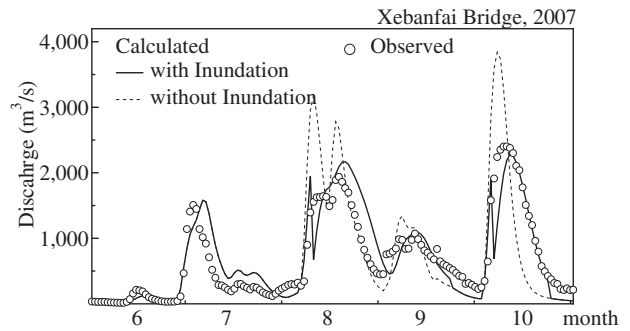 Xebanfai Bridge, 2007
4,000
3,000
2,000
1,000
Discahrge (m³/s)
Calculated
with Inundation
without Inundation
Observed
6 7 8 9 10 month